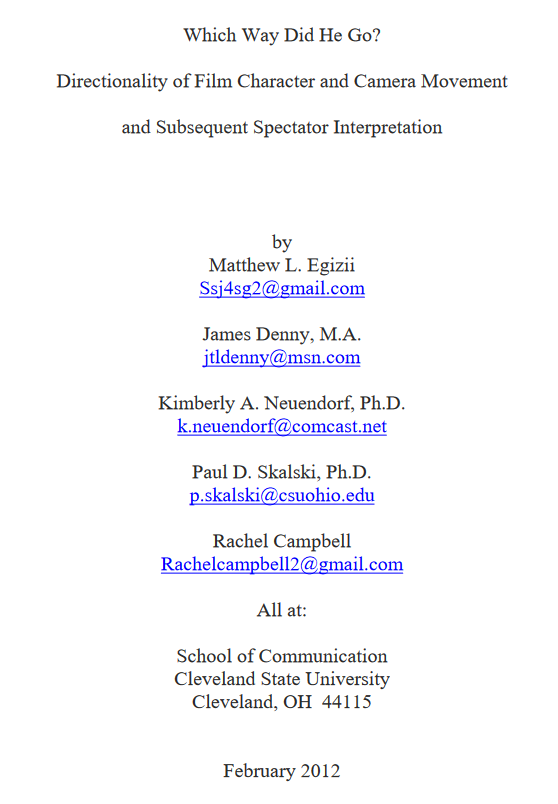 Which Way Did He Go?
Directionality of Film Character and Camera Movement
and Subsequent Spectator Interpretation
by
Matthew L. Egizii
Ssj4sg2@gmail.com
James Denny, M.A.
jtldenny@msn.com
Kimberly A. Neuendorf, Ph.D.
k.neuendorf@comcast.net
Paul D. Skalski, Ph.D.
p.skalski@csuohio.edu
Rachel Campbell
Rachelcampbell2@gmail.com
All at:
School of Communication
Cleveland State University
Cleveland, OH  44115
February 2012